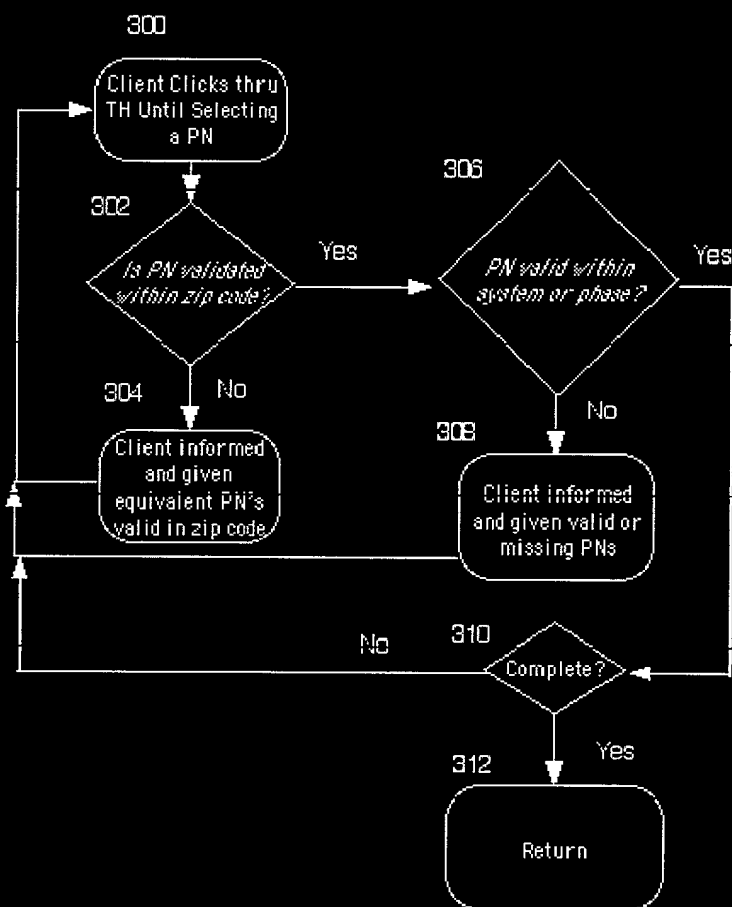 300
Client Clicks thru
TH Until Selecting
a PN
302
Is PN validated
within zip code?
Yes
306
PN valid within
system or phase?
Yes
304
No
Client informed
and given
equivalent PN's
valid in zip code
308
No
Client informed
and given valid or
missing PNs
No
310
Complete?
Yes
312
Return